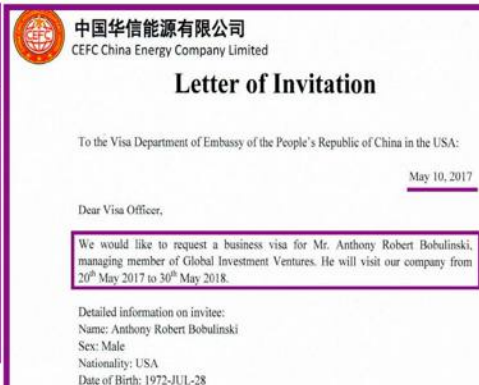 中国华信能源有限公司
CEFC China Energy Company Limited
CEFC
Letter of Invitation
To the Visa Department of Embassy of the People's Republic of China in the USA:
May 10, 2017
Dear Visa Officer,
We would like to request a business visa for Mr. Anthony Robert Bobulinski,
managing member of Global Investment Ventures. He will visit our company from
20th May 2017 to 30th May 2018.
Detailed information on invitee:
Name: Anthony Robert Bobulinski
Sex: Male
Nationality: USA
Date of Birth: 1972-JUL-28